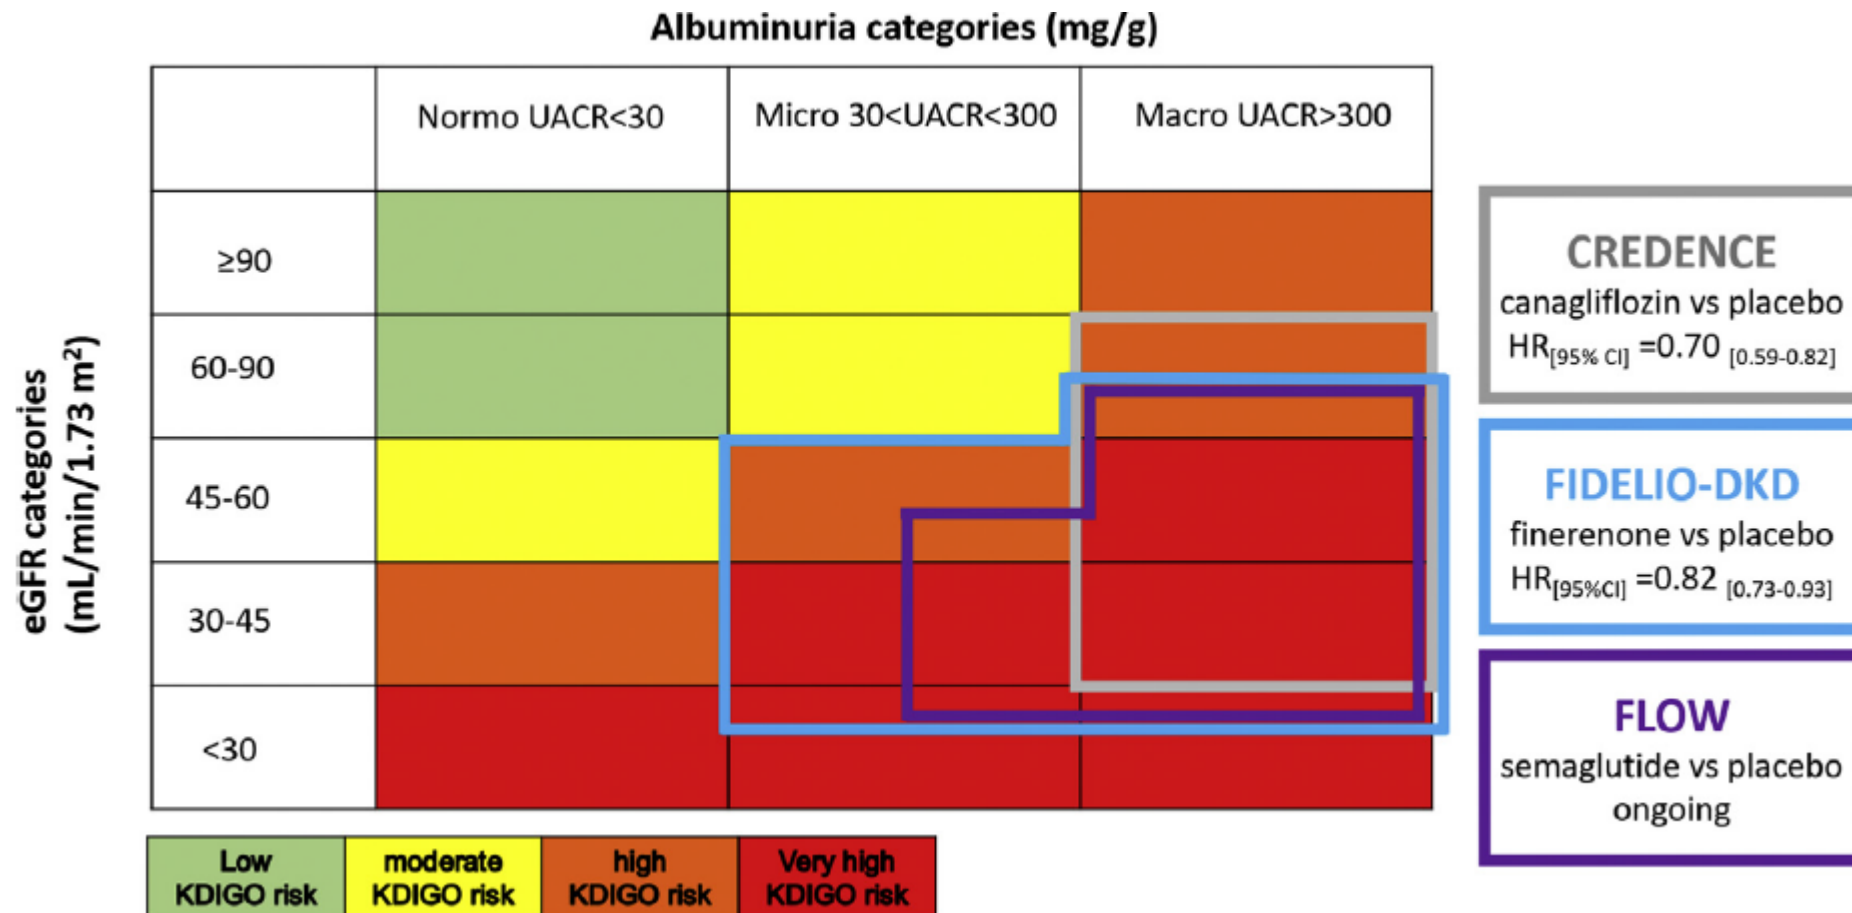 Albuminuria categories (mg/g)
Normo UACR<30
Micro 30<UACR<300
Macro UACR>300
eGFR categories
(mL/min/1.73 m²)
≥90
60-90
45-60
30-45
<30
CREDENCE
canagliflozin vs placebo
HR[95% CI] =0.70 [0.59-0.82]
FIDELIO-DKD
finerenone vs placebo
HR[95%CI] =0.82 [0.73-0.93]
FLOW
semaglutide vs placebo
ongoing
Low
KDIGO risk
moderate
KDIGO risk
high
KDIGO risk
Very high
KDIGO risk